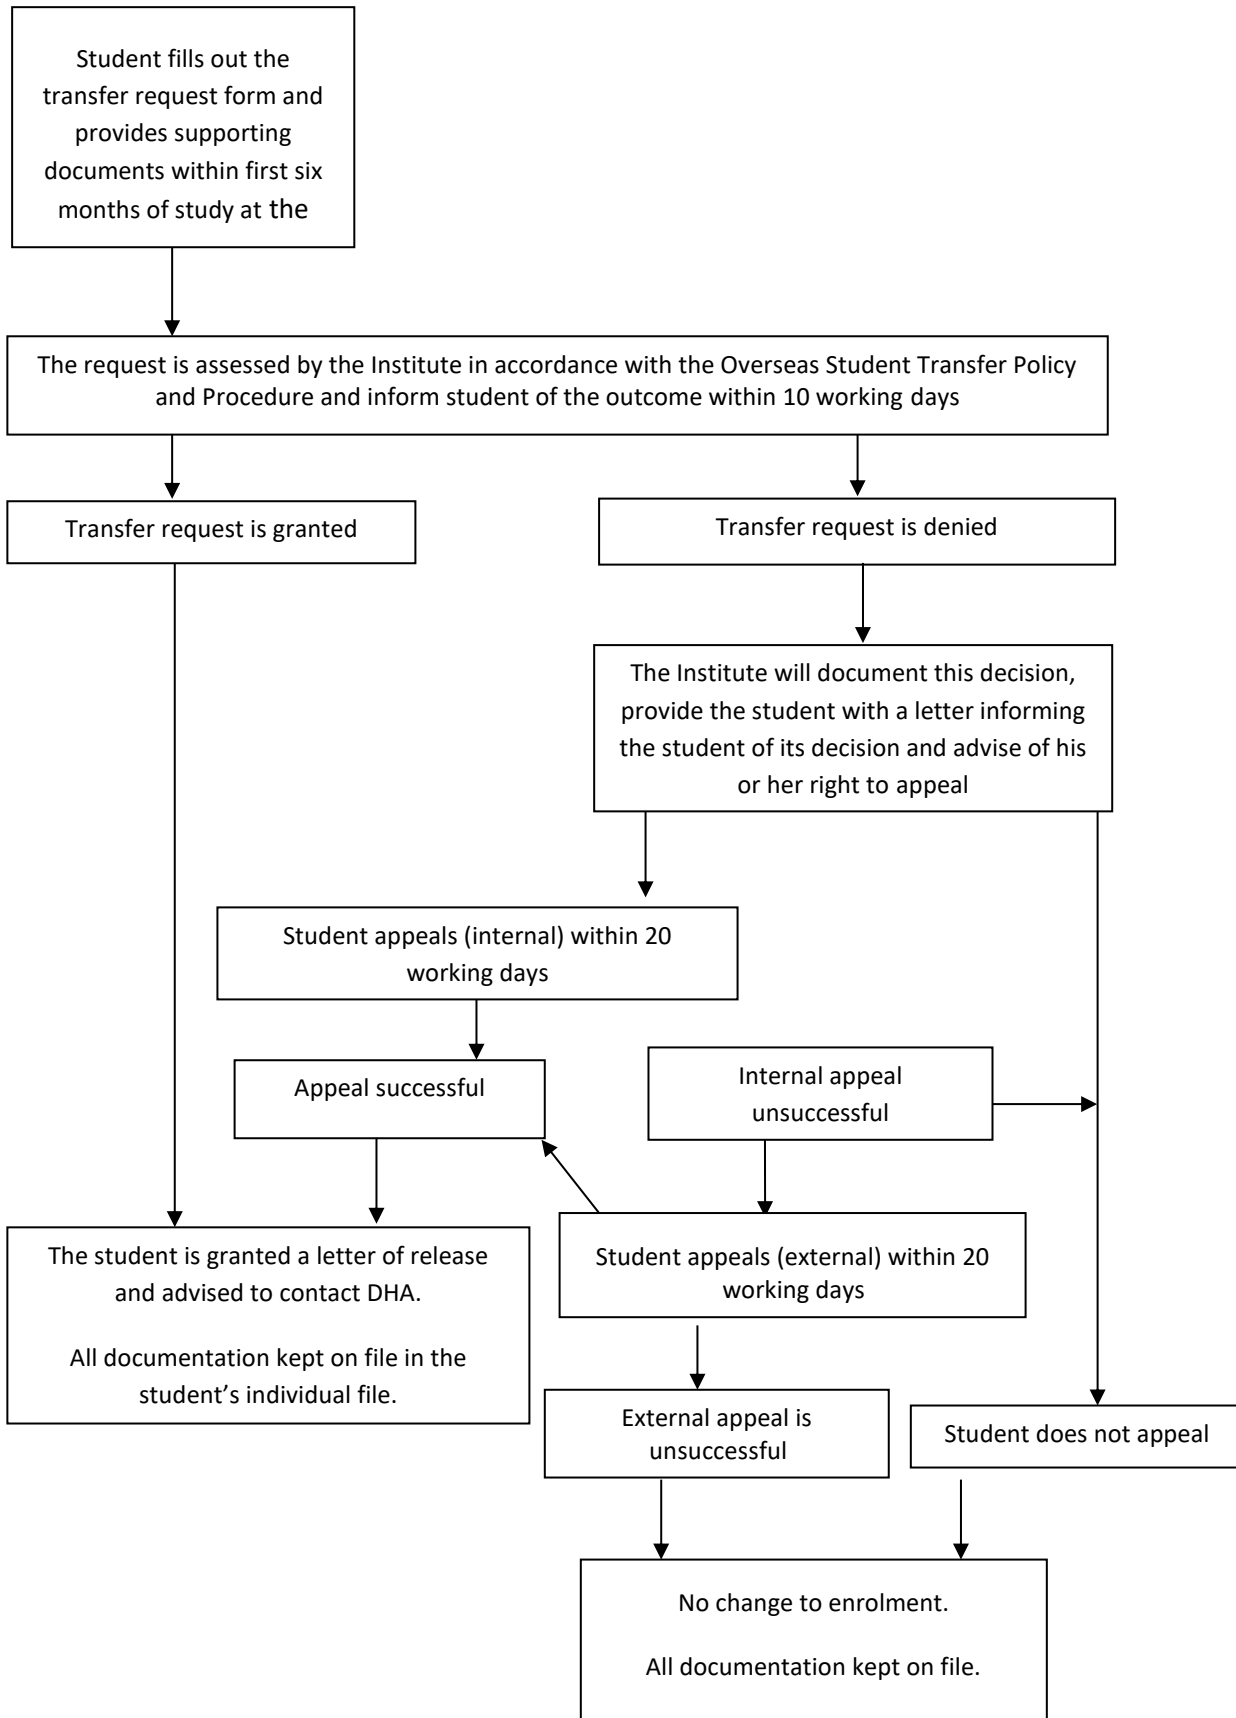 Student fills out the
transfer request form and
provides supporting
documents within first six
months of study at the
The request is assessed by the Institute in accordance with the Overseas Student Transfer Policy
and Procedure and inform student of the outcome within 10 working days
Transfer request is granted
Transfer request is denied
The Institute will document this decision,
provide the student with a letter informing
the student of its decision and advise of his
or her right to appeal
Student appeals (internal) within 20
working days
Appeal successful
Internal appeal
unsuccessful
The student is granted a letter of release
and advised to contact DHA.
All documentation kept on file in the
student’s individual file.
Student appeals (external) within 20
working days
External appeal is
unsuccessful
Student does not appeal
No change to enrolment.
All documentation kept on file.